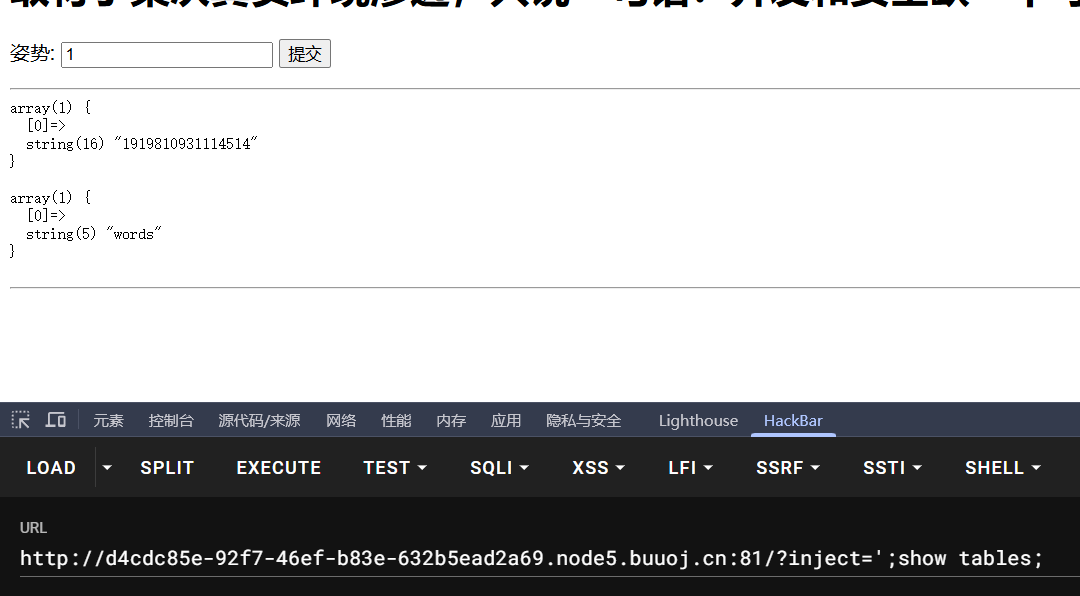 姿势: 1 提交
array(1) {
  [0]=>
  string(16) "1919810931114514"
}
array(1) {
  [0]=>
  string(5) "words"
}
元素 控制台 源代码/来源 网络 性能 内存 应用 隐私与安全 Lighthouse HackBar
LOAD SPLIT EXECUTE TEST SQLI XSS LFI SSRF SSTI SHELL
URL
http://d4cdc85e-92f7-46ef-b83e-632b5ead2a69.node5.buuoj.cn:81/?inject=';show tables;